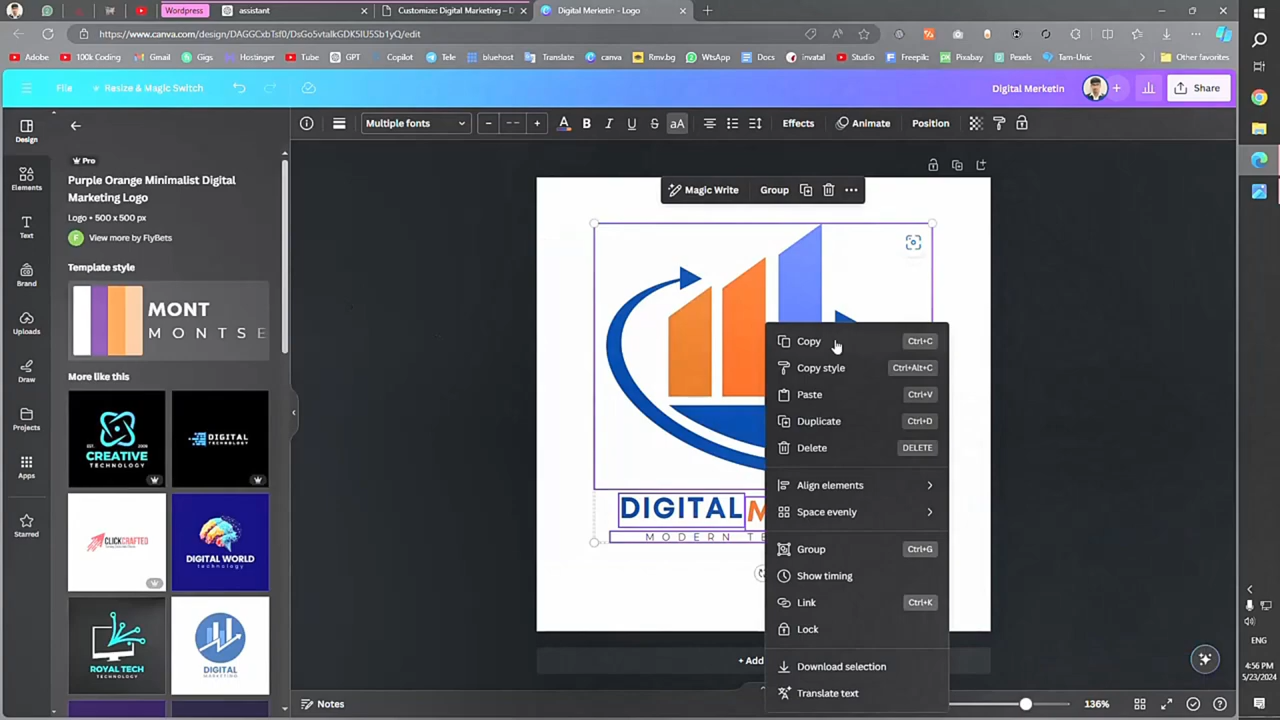 Wordpress
assistant
Customize: Digital Marketing – D
Digital Merketin - Logo
https://www.canva.com/design/DAGGCxbTsf0/DsGo5vtalkGDK5IU5Sb1yQ/edit
Adobe
100k Coding
Gmail
Gigs
Hostinger
Tube
GPT
Copilot
Tele
bluehost
Translate
canva
Rmv.bg
WtsApp
Docs
invatal
Studio
Freepik
Pixabay
Pexels
Tam-Unic
Other favorites
File
Resize & Magic Switch
Digital Merketin
Share
Multiple fonts
– -- +
B I U S aA
Effects
Animate
Position
Design
Elements
Text
Brand
Uploads
Draw
Projects
Apps
Starred
Pro
Purple Orange Minimalist Digital
Marketing Logo
Logo • 500 x 500 px
F
View more by FlyBets
Template style
MONT
MONTSE
More like this
CREATIVE
TECHNOLOGY
DIGITAL
TECHNOLOGY
CLICKCRAFTED
DIGITAL WORLD
technology
ROYAL TECH
TECHNOLOGY
DIGITAL
MARKETING
Magic Write
Group
DIGITAL
MODERN TE
Copy Ctrl+C
Copy style Ctrl+Alt+C
Paste Ctrl+V
Duplicate Ctrl+D
Delete DELETE
Align elements
Space evenly
Group Ctrl+G
Show timing
Link Ctrl+K
Lock
Download selection
Translate text
+ Add
Notes
136%
ENG
4:56 PM
5/23/2024